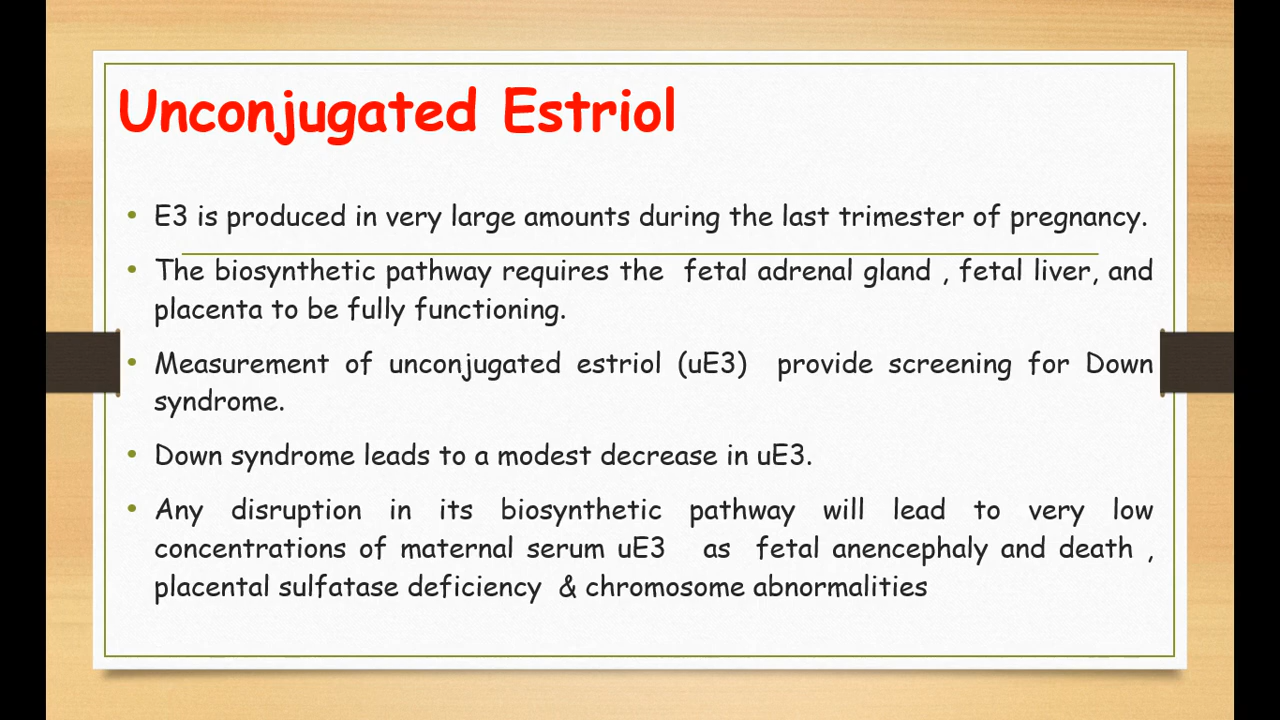 Unconjugated Estriol
• E3 is produced in very large amounts during the last trimester of pregnancy.
• The biosynthetic pathway requires the fetal adrenal gland , fetal liver, and
placenta to be fully functioning.
• Measurement of unconjugated estriol (uE3) provide screening for Down
syndrome.
• Down syndrome leads to a modest decrease in uE3.
• Any disruption in its biosynthetic pathway will lead to very low
concentrations of maternal serum uE3 as fetal anencephaly and death ,
placental sulfatase deficiency & chromosome abnormalities